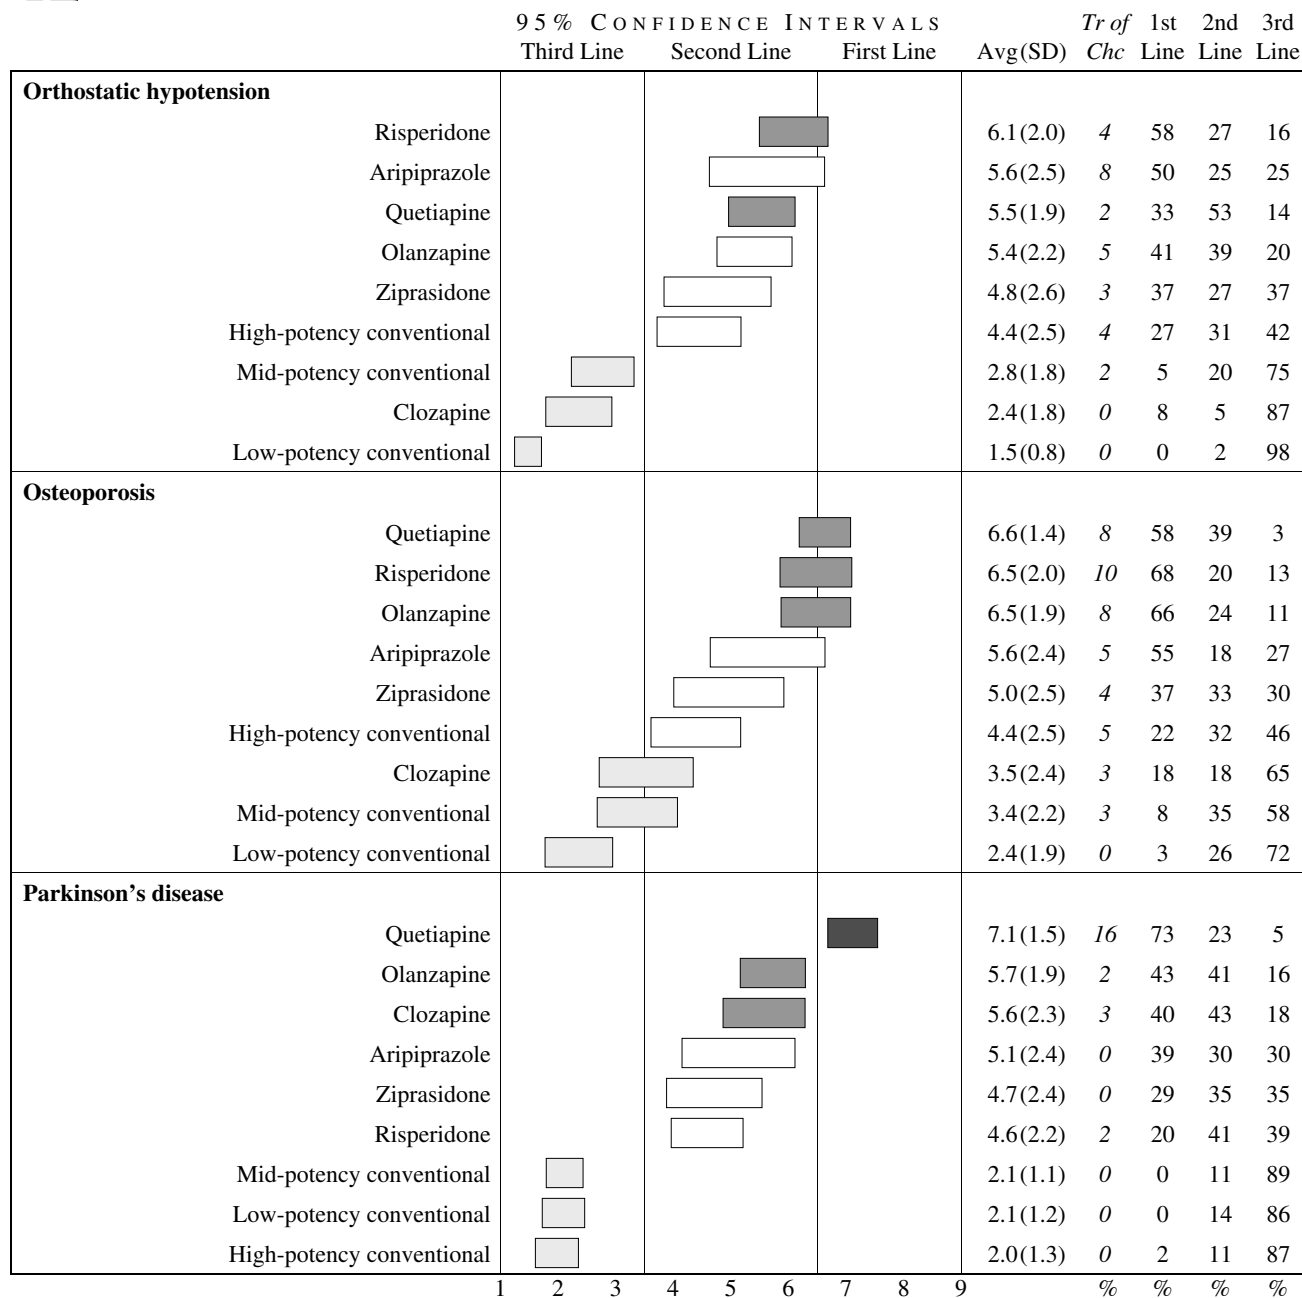 95% CONFIDENCE INTERVALS Tr of 1st 2nd 3rd
Third Line Second Line First Line Avg(SD) Chc Line Line Line
Orthostatic hypotension
Risperidone 6.1(2.0) 4 58 27 16
Aripiprazole 5.6(2.5) 8 50 25 25
Quetiapine 5.5(1.9) 2 33 53 14
Olanzapine 5.4(2.2) 5 41 39 20
Ziprasidone 4.8(2.6) 3 37 27 37
High-potency conventional 4.4(2.5) 4 27 31 42
Mid-potency conventional 2.8(1.8) 2 5 20 75
Clozapine 2.4(1.8) 0 8 5 87
Low-potency conventional 1.5(0.8) 0 0 2 98
Osteoporosis
Quetiapine 6.6(1.4) 8 58 39 3
Risperidone 6.5(2.0) 10 68 20 13
Olanzapine 6.5(1.9) 8 66 24 11
Aripiprazole 5.6(2.4) 5 55 18 27
Ziprasidone 5.0(2.5) 4 37 33 30
High-potency conventional 4.4(2.5) 5 22 32 46
Clozapine 3.5(2.4) 3 18 18 65
Mid-potency conventional 3.4(2.2) 3 8 35 58
Low-potency conventional 2.4(1.9) 0 3 26 72
Parkinson's disease
Quetiapine 7.1(1.5) 16 73 23 5
Olanzapine 5.7(1.9) 2 43 41 16
Clozapine 5.6(2.3) 3 40 43 18
Aripiprazole 5.1(2.4) 0 39 30 30
Ziprasidone 4.7(2.4) 0 29 35 35
Risperidone 4.6(2.2) 2 20 41 39
Mid-potency conventional 2.1(1.1) 0 0 11 89
Low-potency conventional 2.1(1.2) 0 0 14 86
High-potency conventional 2.0(1.3) 0 2 11 87
1 2 3 4 5 6 7 8 9 % % % %